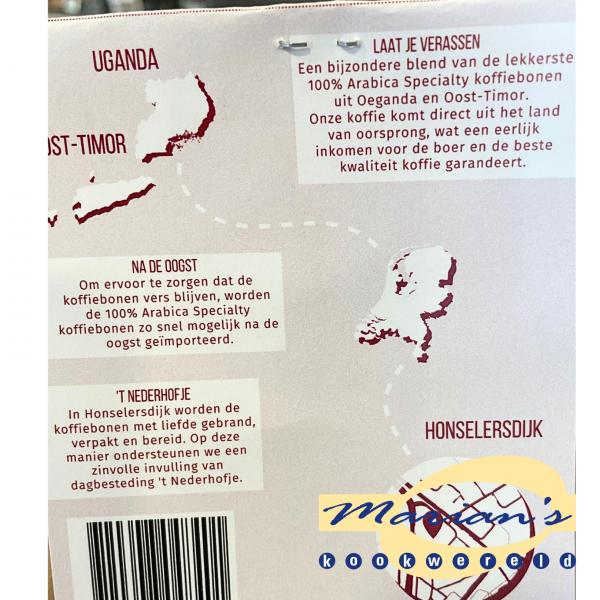 UGANDA
OST-TIMOR
LAAT JE VERASSEN
Een bijzondere blend van de lekkerste
100% Arabica Specialty koffiebonen
uit Oeganda en Oost-Timor.
Onze koffie komt direct uit het land
van oorsprong, wat een eerlijk
inkomen voor de boer en de beste
kwaliteit koffie garandeert.
NA DE OOGST
Om ervoor te zorgen dat de
koffiebonen vers blijven, worden
de 100% Arabica Specialty
koffiebonen zo snel mogelijk na de
oogst geïmporteerd.
'T NEDERHOFJE
In Honselersdijk worden de
koffiebonen met liefde gebrand,
verpakt en bereid. Op deze
manier ondersteunen we een
zinvolle invulling van
dagbesteding 't Nederhofje.
HONSELERSDIJK
Marian's
kookwereld